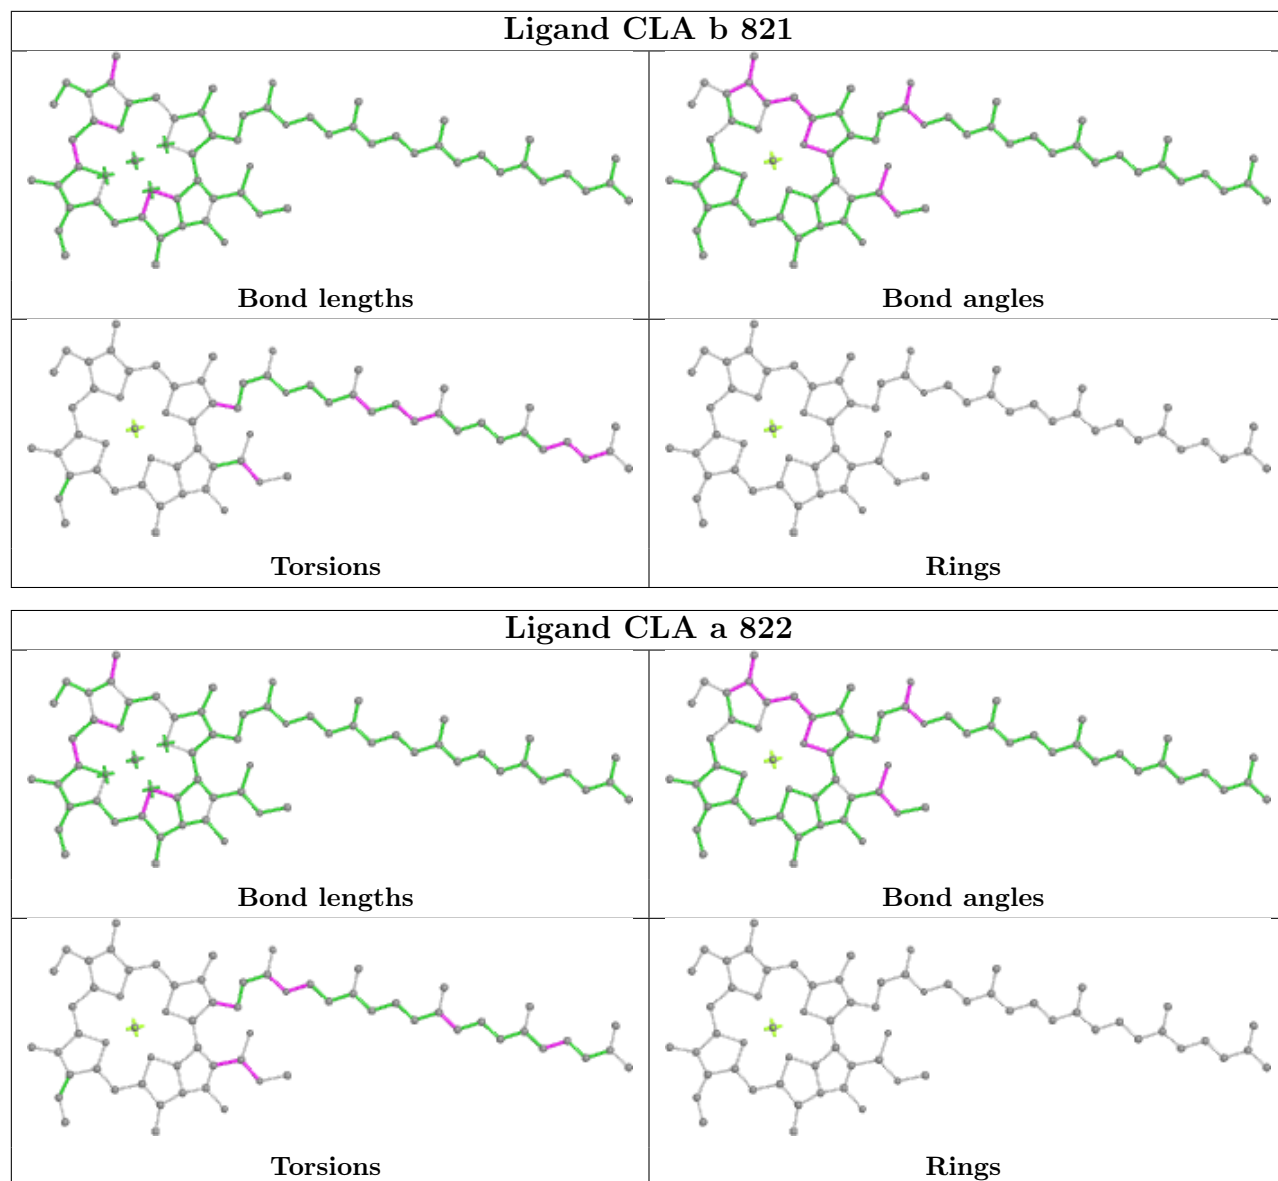 Ligand CLA b 821
Bond lengths
Bond angles
Torsions
Rings
Ligand CLA a 822
Bond lengths
Bond angles
Torsions
Rings